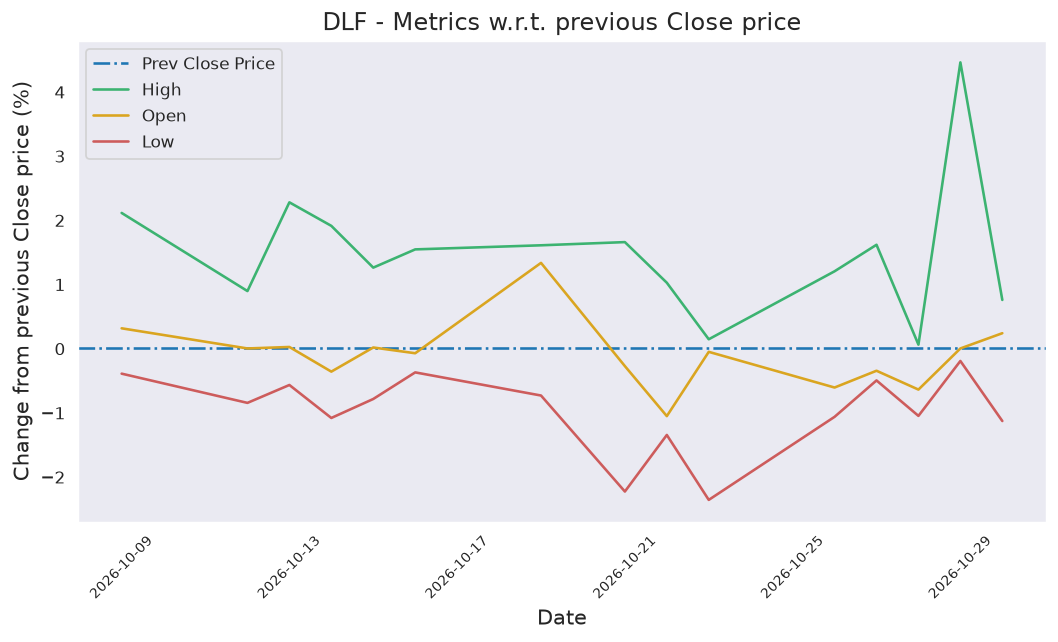 DLF - Metrics w.r.t. previous Close price
Prev Close Price
High
Open
Low
Change from previous Close price (%)
4
3
2
1
0
−1
−2
2026-10-09
2026-10-13
2026-10-17
2026-10-21
2026-10-25
2026-10-29
Date